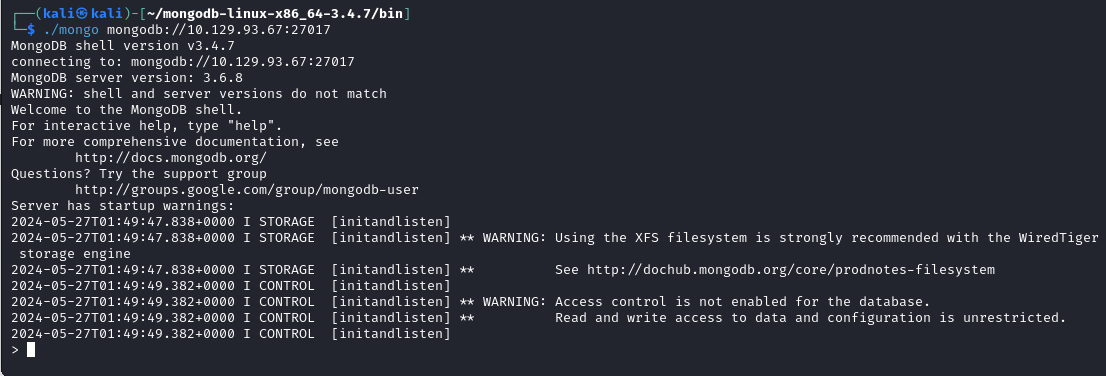 ┌──(kali㉿kali)-[~/mongodb-linux-x86_64-3.4.7/bin]
└─$ ./mongo mongodb://10.129.93.67:27017
MongoDB shell version v3.4.7
connecting to: mongodb://10.129.93.67:27017
MongoDB server version: 3.6.8
WARNING: shell and server versions do not match
Welcome to the MongoDB shell.
For interactive help, type "help".
For more comprehensive documentation, see
        http://docs.mongodb.org/
Questions? Try the support group
        http://groups.google.com/group/mongodb-user
Server has startup warnings:
2024-05-27T01:49:47.838+0000 I STORAGE  [initandlisten]
2024-05-27T01:49:47.838+0000 I STORAGE  [initandlisten] ** WARNING: Using the XFS filesystem is strongly recommended with the WiredTiger
 storage engine
2024-05-27T01:49:47.838+0000 I STORAGE  [initandlisten] **          See http://dochub.mongodb.org/core/prodnotes-filesystem
2024-05-27T01:49:49.382+0000 I CONTROL  [initandlisten]
2024-05-27T01:49:49.382+0000 I CONTROL  [initandlisten] ** WARNING: Access control is not enabled for the database.
2024-05-27T01:49:49.382+0000 I CONTROL  [initandlisten] **          Read and write access to data and configuration is unrestricted.
2024-05-27T01:49:49.382+0000 I CONTROL  [initandlisten]
>